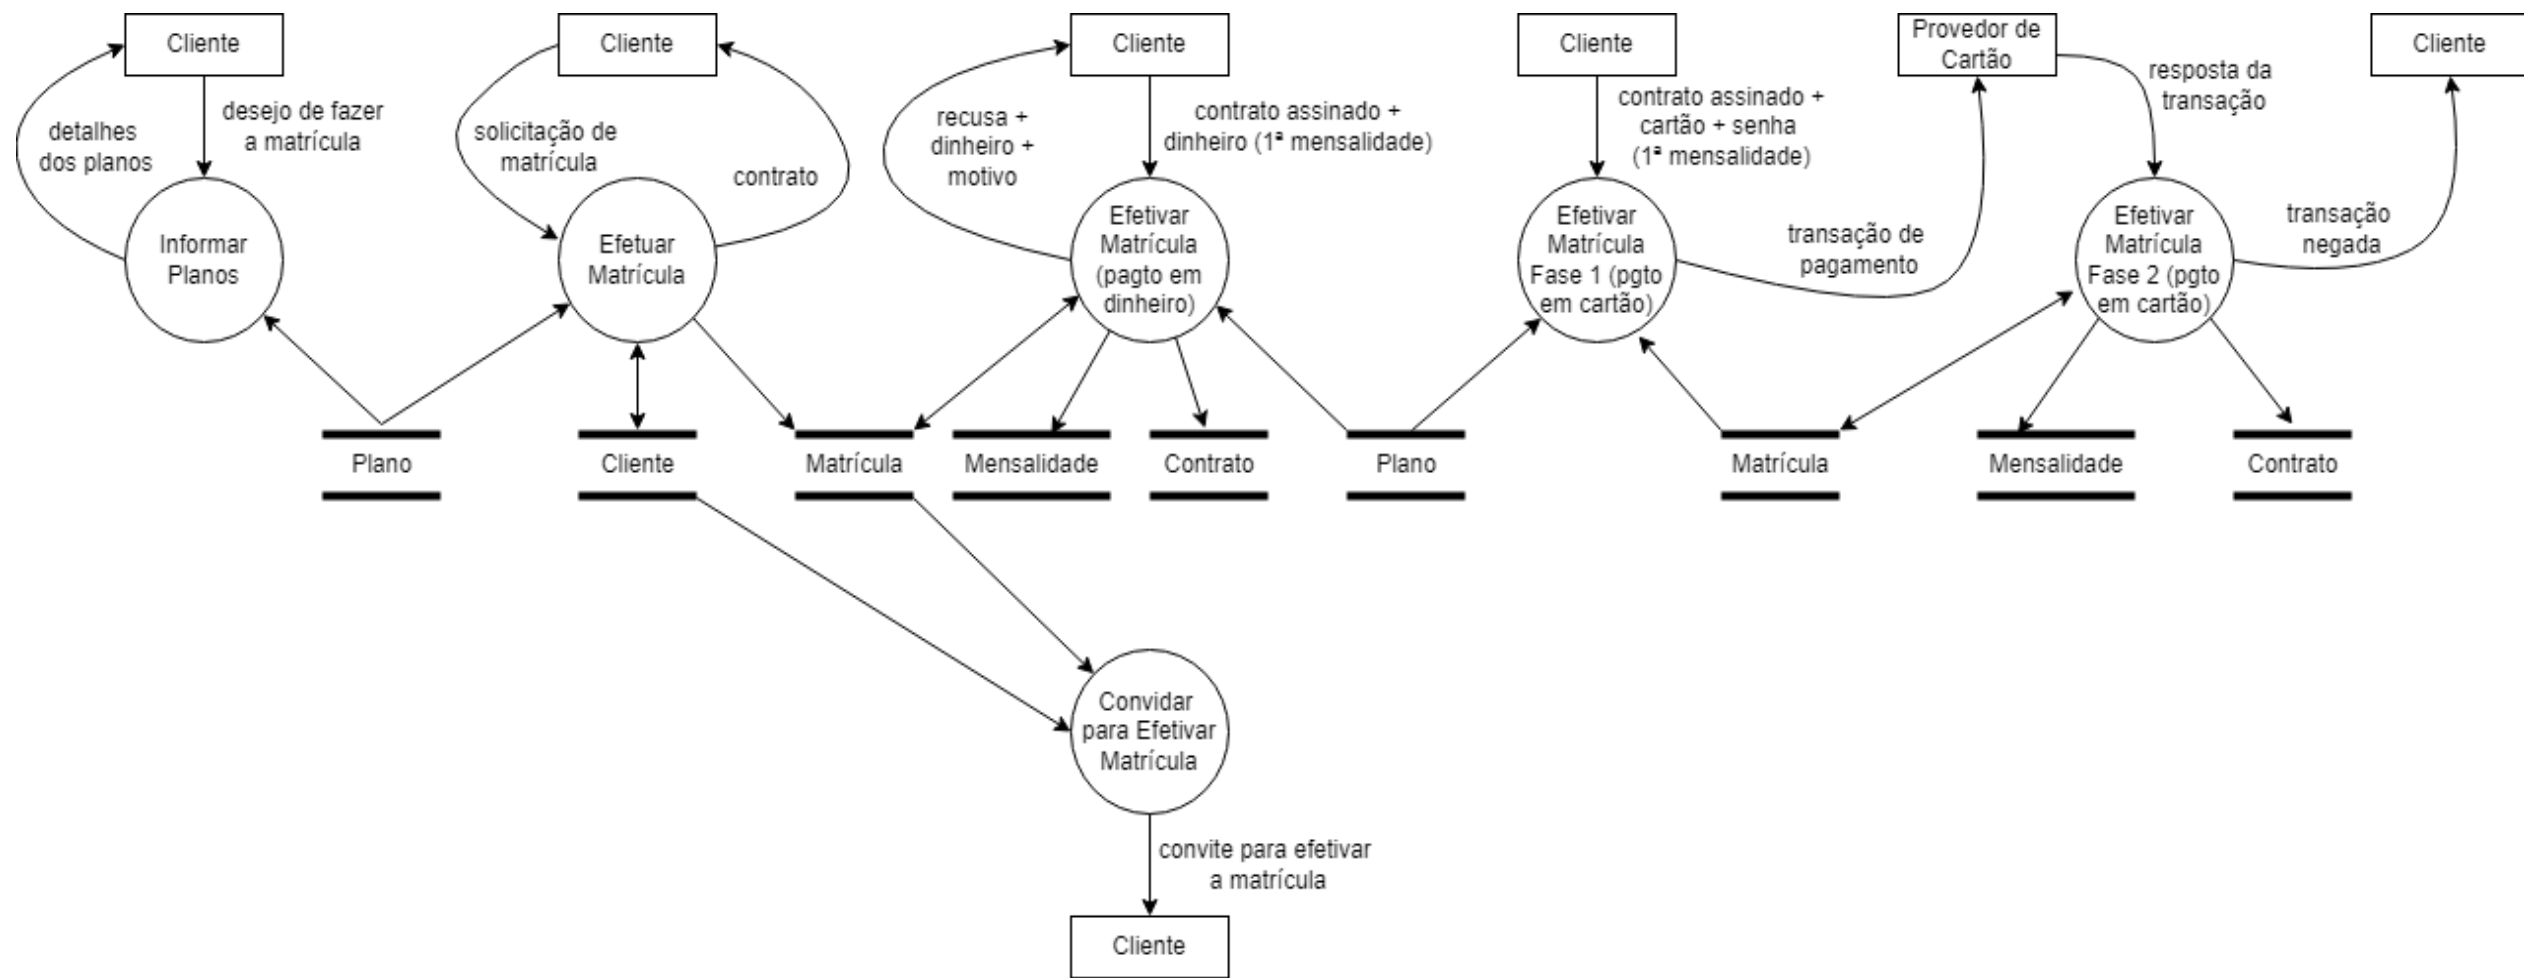 Cliente
Cliente
Cliente
Cliente
Provedor de
Cartão
Cliente
detalhes
dos planos
desejo de fazer
a matrícula
solicitação de
matrícula
contrato
recusa +
dinheiro +
motivo
contrato assinado +
dinheiro (1ª mensalidade)
contrato assinado +
cartão + senha
(1ª mensalidade)
resposta da
transação
Informar
Planos
Efetuar
Matrícula
Efetivar
Matrícula
(pagto em
dinheiro)
Efetivar
Matrícula
Fase 1 (pgto
em cartão)
transação de
pagamento
Efetivar
Matrícula
Fase 2 (pgto
em cartão)
transação
negada
Plano
Cliente
Matrícula
Mensalidade
Contrato
Plano
Matrícula
Mensalidade
Contrato
Convidar
para Efetivar
Matrícula
convite para efetivar
a matrícula
Cliente